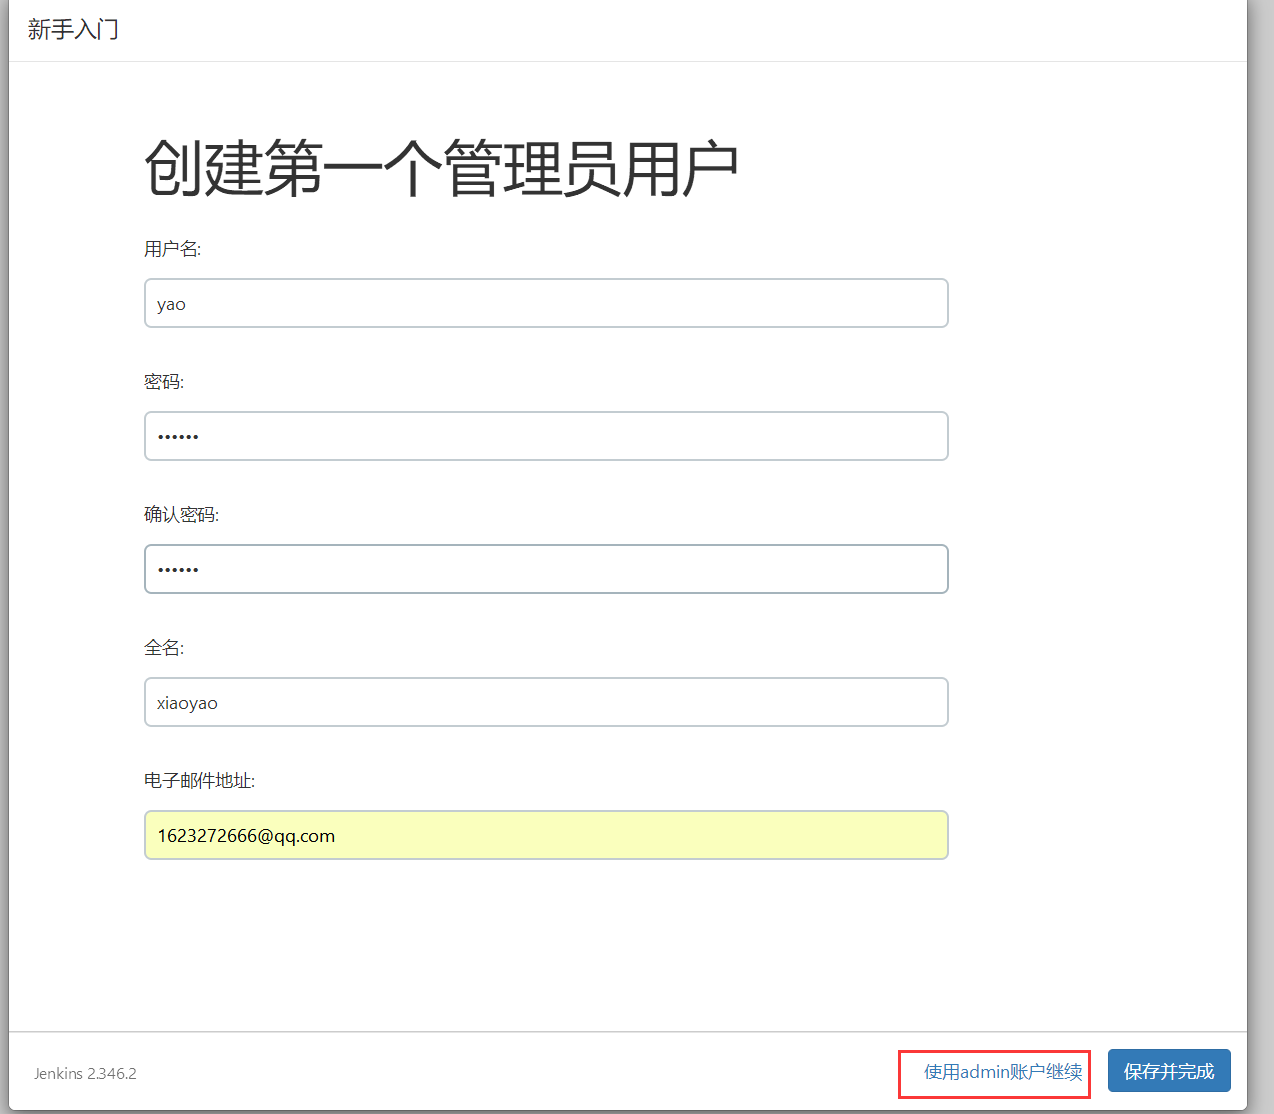 新手入门
创建第一个管理员用户
用户名:
yao
密码:
••••••
确认密码:
••••••
全名:
xiaoyao
电子邮件地址:
1623272666@qq.com
Jenkins 2.346.2
使用admin账户继续
保存并完成